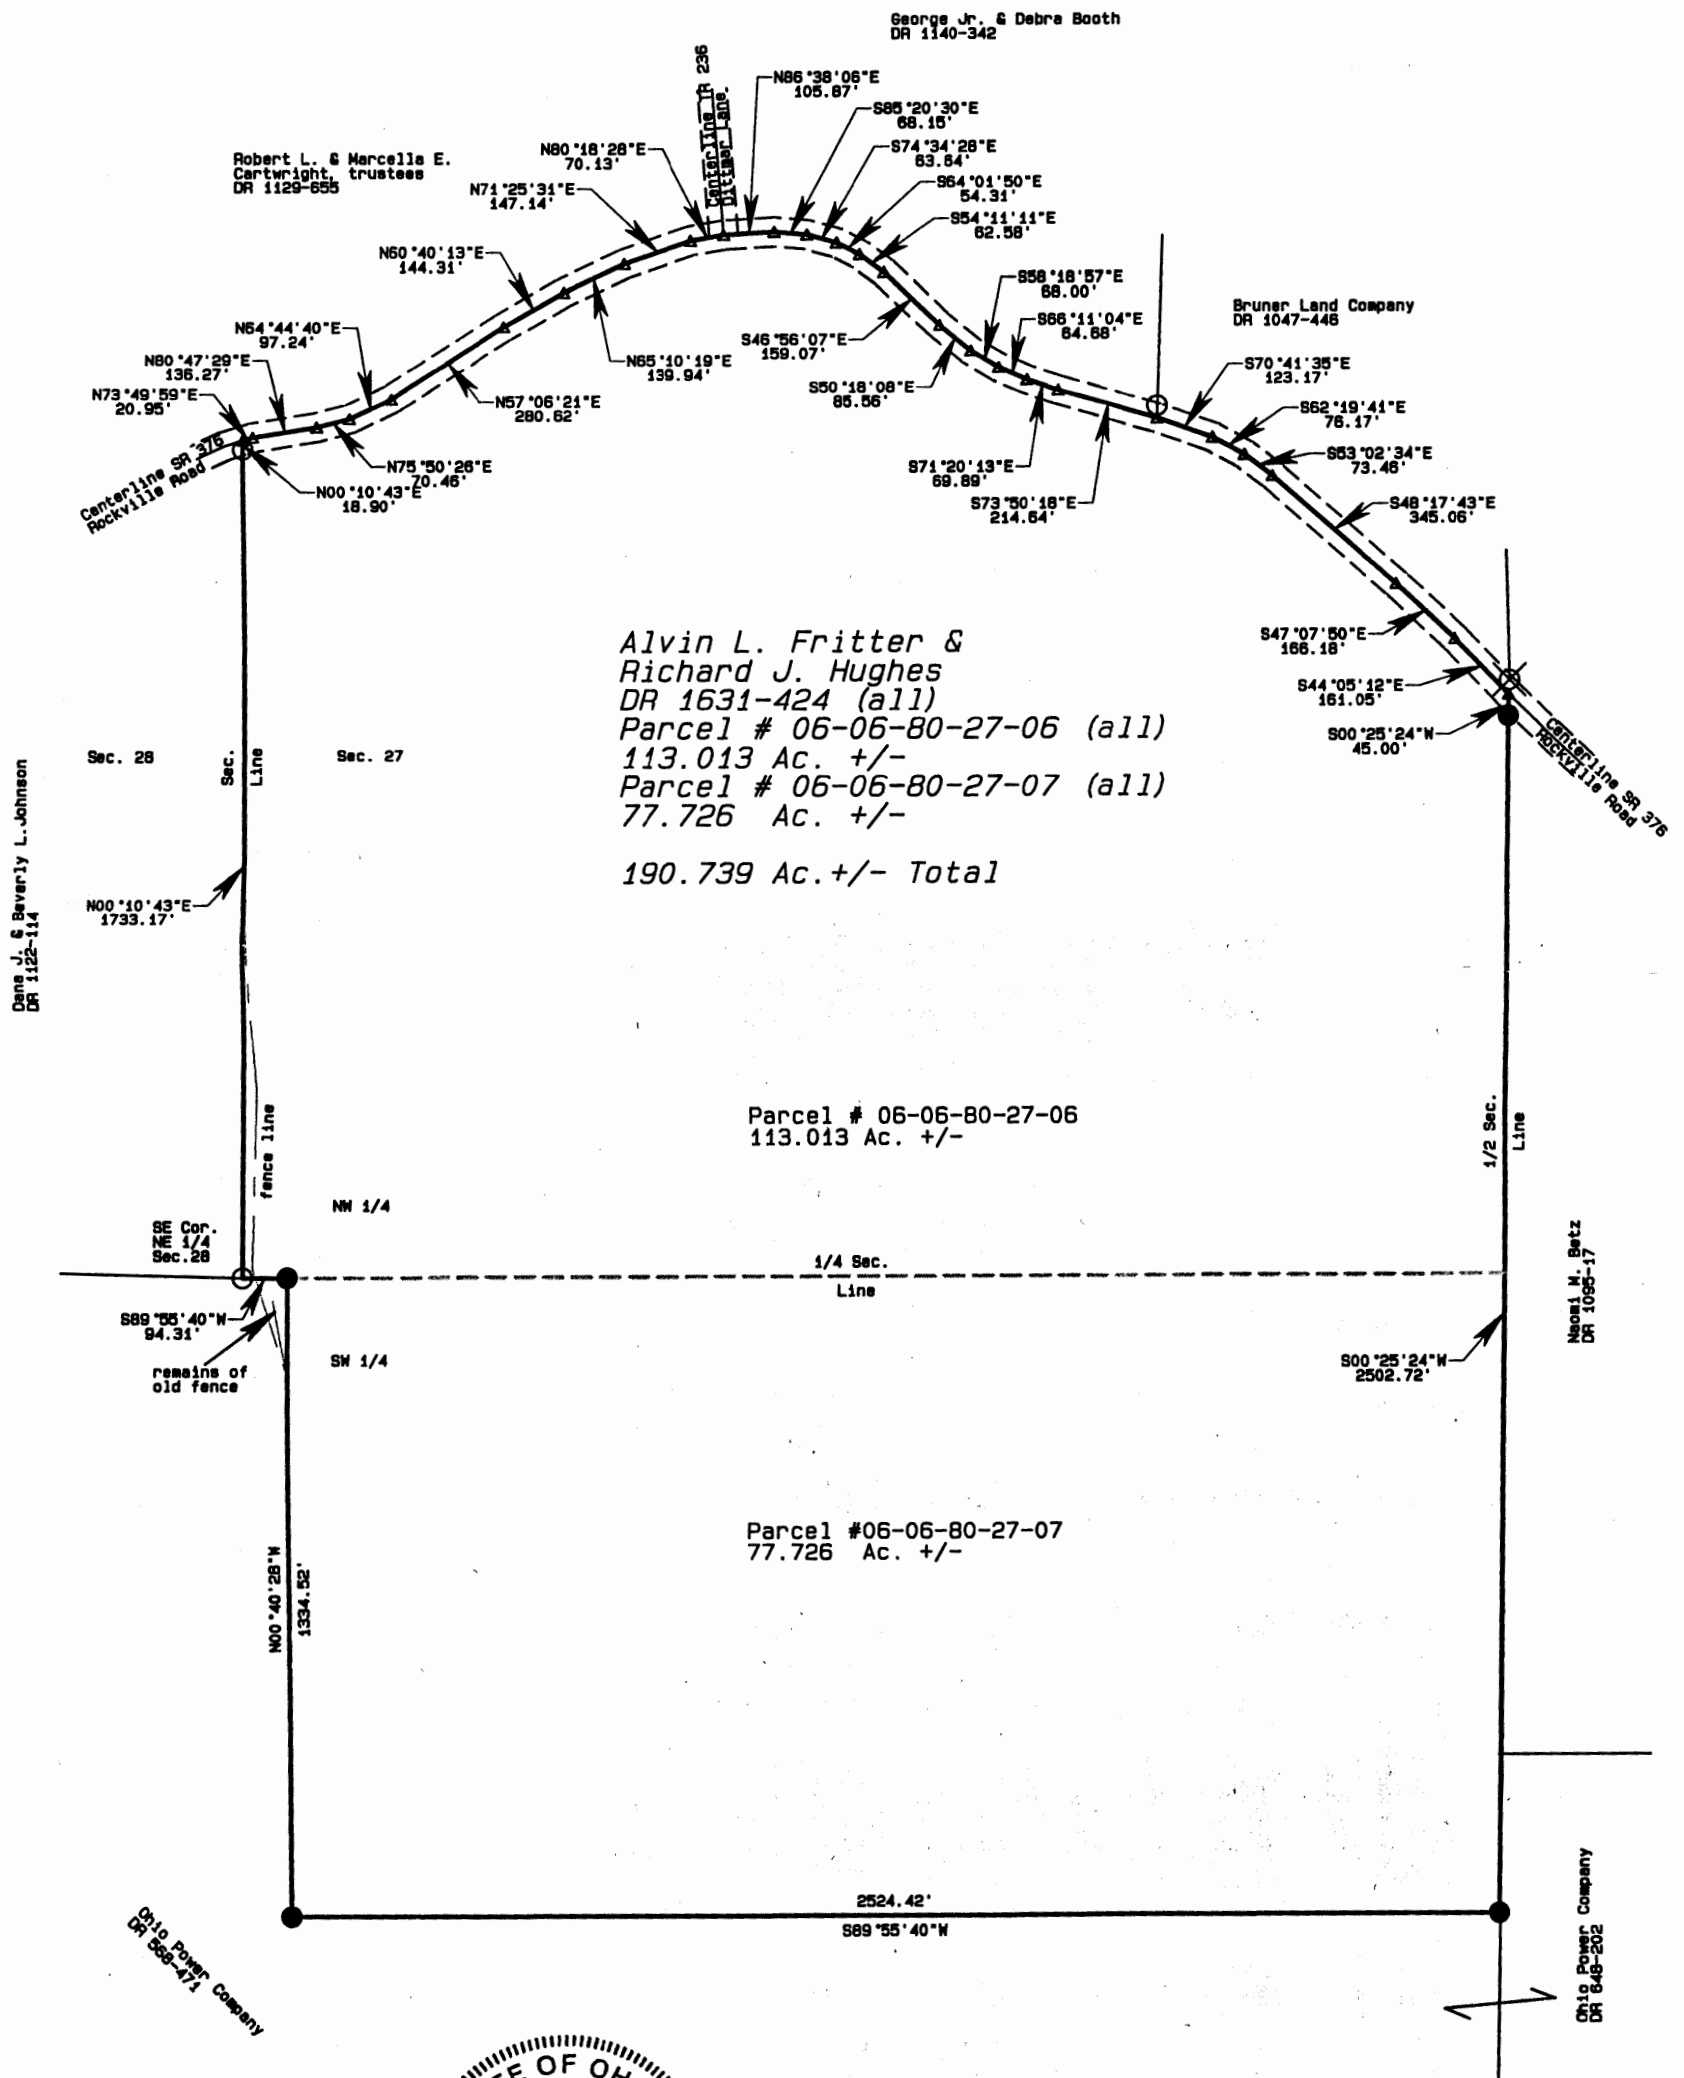 George Jr. & Debra Booth
DR 1140-342
Centerline TR 236
Dittmar Lane.
N86°38'06"E
105.87'
S85°20'30"E
68.15'
S74°34'28"E
63.64'
S64°01'50"E
54.31'
S54°11'11"E
62.58'
Robert L. & Marcella E.
Cartwright, trustees
DR 1129-655
N80°18'28"E
70.13'
N71°25'31"E
147.14'
N60°40'13"E
144.31'
N64°44'40"E
97.24'
N80°47'29"E
136.27'
N73°49'59"E
20.95'
S58°18'57"E
68.00'
S66°11'04"E
64.68'
Bruner Land Company
DR 1047-446
S46°56'07"E
159.07'
N65°10'19"E
139.94'
S50°18'08"E
85.56'
N57°06'21"E
280.62'
S70°41'35"E
123.17'
S62°19'41"E
76.17'
S53°02'34"E
73.46'
Centerline SR 376
Rockville Road
N75°50'26"E
70.46'
N00°10'43"E
18.90'
S71°20'13"E
69.89'
S73°50'18"E
214.64'
S48°17'43"E
345.06'
S47°07'50"E
166.18'
S44°05'12"E
161.05'
S00°25'24"W
45.00'
Centerline SR 376
Rockville Road
Alvin L. Fritter &
Richard J. Hughes
DR 1631-424 (all)
Parcel # 06-06-80-27-06 (all)
113.013 Ac. +/-
Parcel # 06-06-80-27-07 (all)
77.726 Ac. +/-
190.739 Ac.+/- Total
Sec. 28
Sec.
Line
Sec. 27
Dana J. & Beverly L. Johnson
DR 1122-114
N00°10'43"E
1733.17'
fence line
Parcel # 06-06-80-27-06
113.013 Ac. +/-
1/2 Sec.
Line
NW 1/4
SE Cor.
NE 1/4
Sec.28
1/4 Sec.
Line
Naomi M. Betz
DR 1095-17
S89°55'40"W
94.31'
remains of
old fence
SW 1/4
S00°25'24"W
2502.72'
Parcel #06-06-80-27-07
77.726 Ac. +/-
N00°40'28"W
1334.52'
2524.42'
S89°55'40"W
Ohio Power Company
DR 568-471
Ohio Power Company
DR 648-202
OF